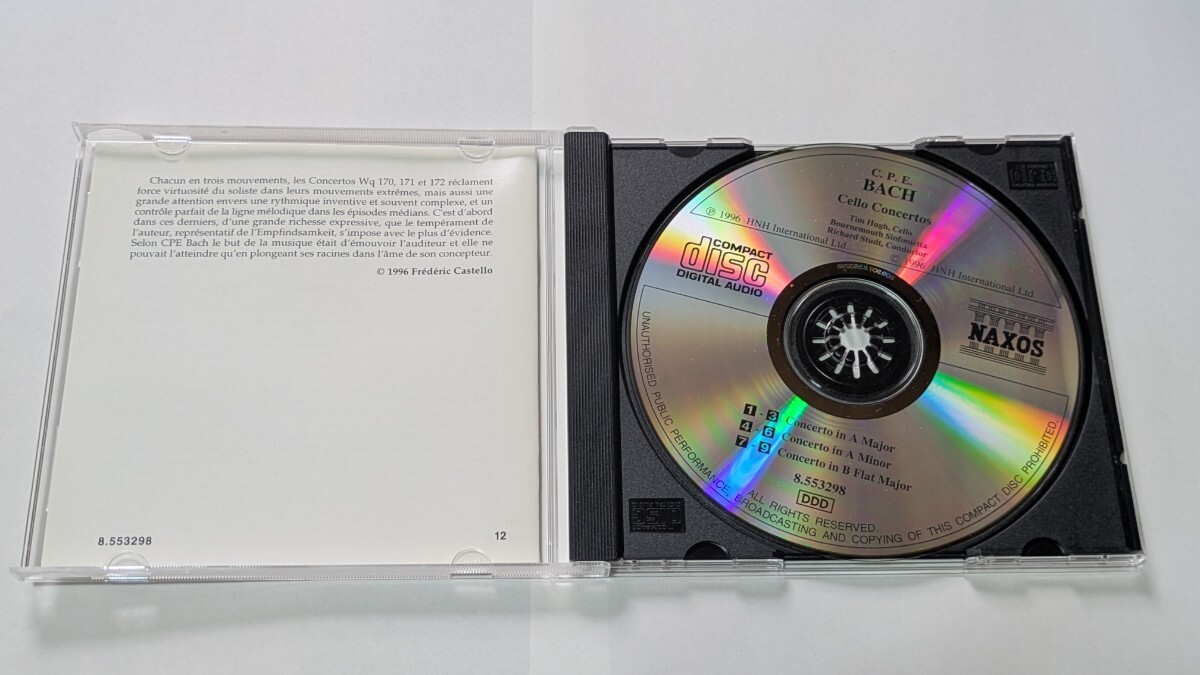 Chacun en trois mouvements, les Concertos Wq 170, 171 et 172 réclament
force virtuosité du soliste dans leurs mouvements extrêmes, mais aussi une
grande attention envers une rythmique inventive et souvent complexe, et un
contrôle parfait de la ligne mélodique dans les épisodes médians. C'est d'abord
dans ces derniers, d'une grande richesse expressive, que le tempérament de
l'auteur, représentatif de l'Empfindsamkeit, s'impose avec le plus d'évidence.
Selon CPE Bach le but de la musique était d'émouvoir l'auditeur et elle ne
pouvait l'atteindre qu'en plongeant ses racines dans l'âme de son concepteur.
© 1996 Frédéric Castello
8.553298
12
C. P. E.
BACH
Cello Concertos
Tim Hugh, Cello
Bournemouth Sinfonietta
Richard Studt, Conductor
℗ 1996 HNH International Ltd.
© 1996 HNH International Ltd.
COMPACT
disc
DIGITAL AUDIO
NAXOS
1 - 3 Concerto in A Major
4 - 6 Concerto in A Minor
7 - 9 Concerto in B Flat Major
8.553298
DDD
ALL RIGHTS RESERVED.
UNAUTHORISED PUBLIC PERFORMANCE, BROADCASTING AND COPYING OF THIS COMPACT DISC PROHIBITED.